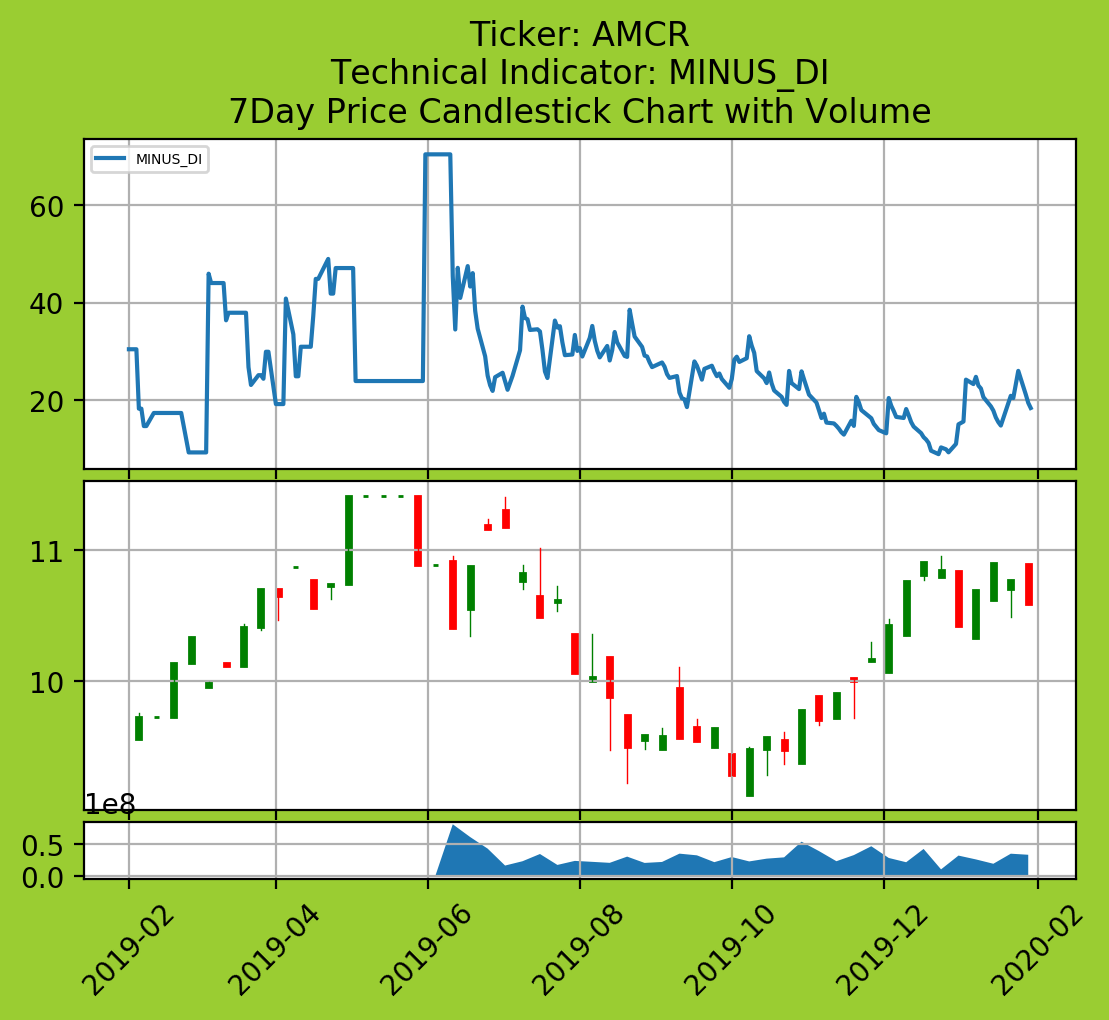 Ticker: AMCR
Technical Indicator: MINUS_DI
7Day Price Candlestick Chart with Volume
MINUS_DI
60
40
20
11
10
1e8
0.5
0.0
2019-02
2019-04
2019-06
2019-08
2019-10
2019-12
2020-02